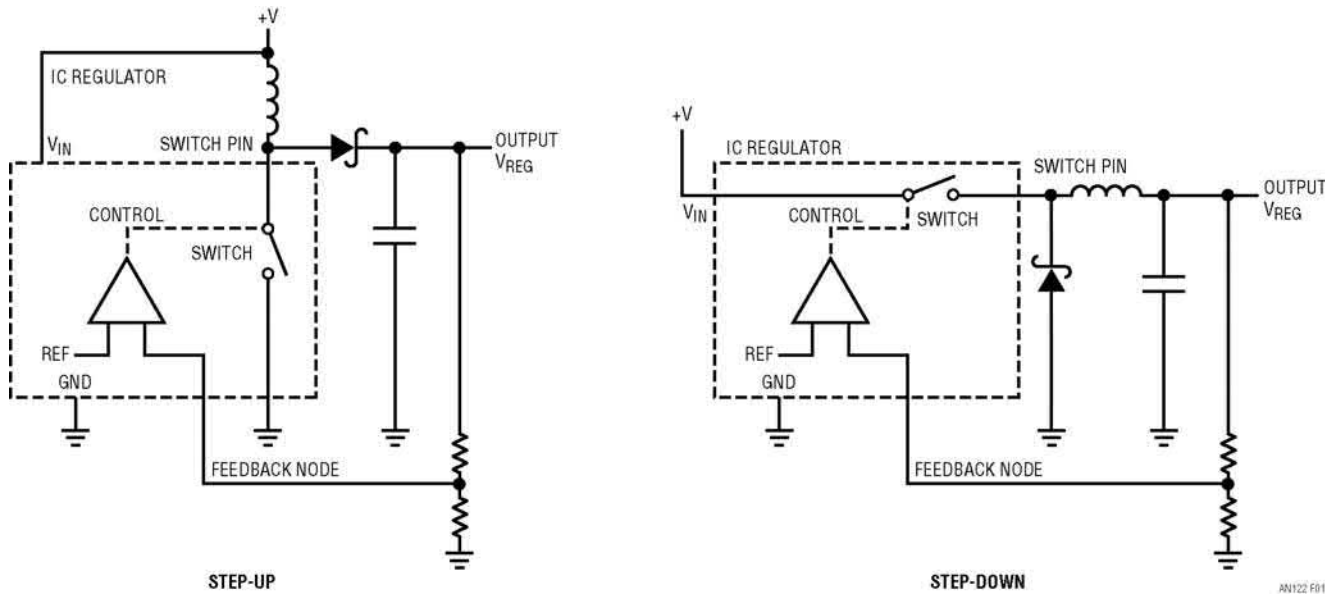 +V
IC REGULATOR
VIN
SWITCH PIN
OUTPUT
VREG
CONTROL
SWITCH
REF
GND
FEEDBACK NODE
STEP-UP
+V
IC REGULATOR
SWITCH PIN
VIN
CONTROL
SWITCH
OUTPUT
VREG
REF
GND
FEEDBACK NODE
STEP-DOWN
AN122 F01